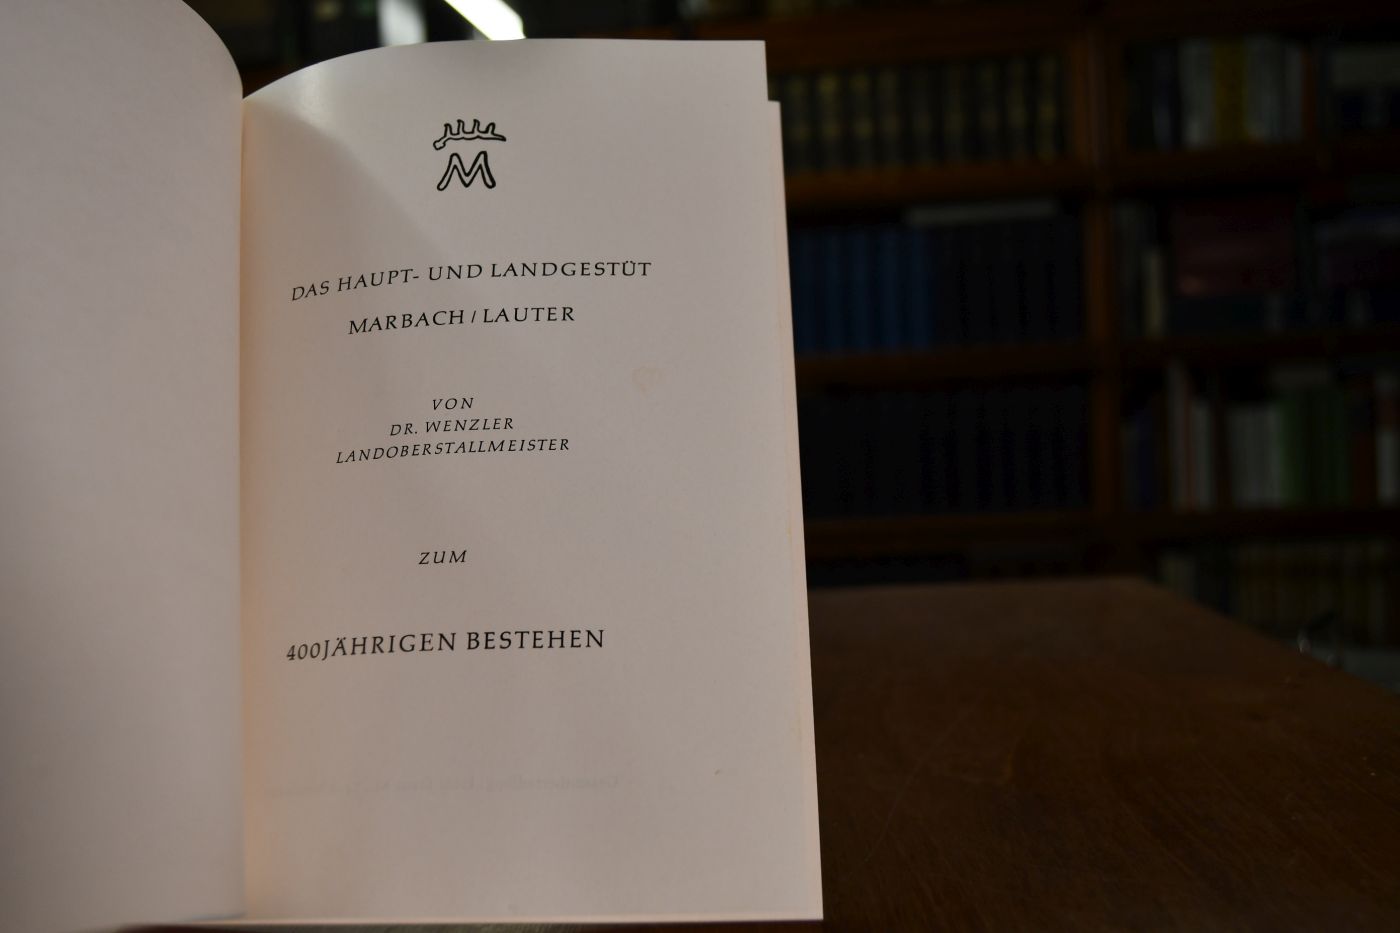 M
DAS HAUPT- UND LANDGESTÜT
MARBACH / LAUTER
VON
DR. WENZLER
LANDOBERSTALLMEISTER
ZUM
400JÄHRIGEN BESTEHEN